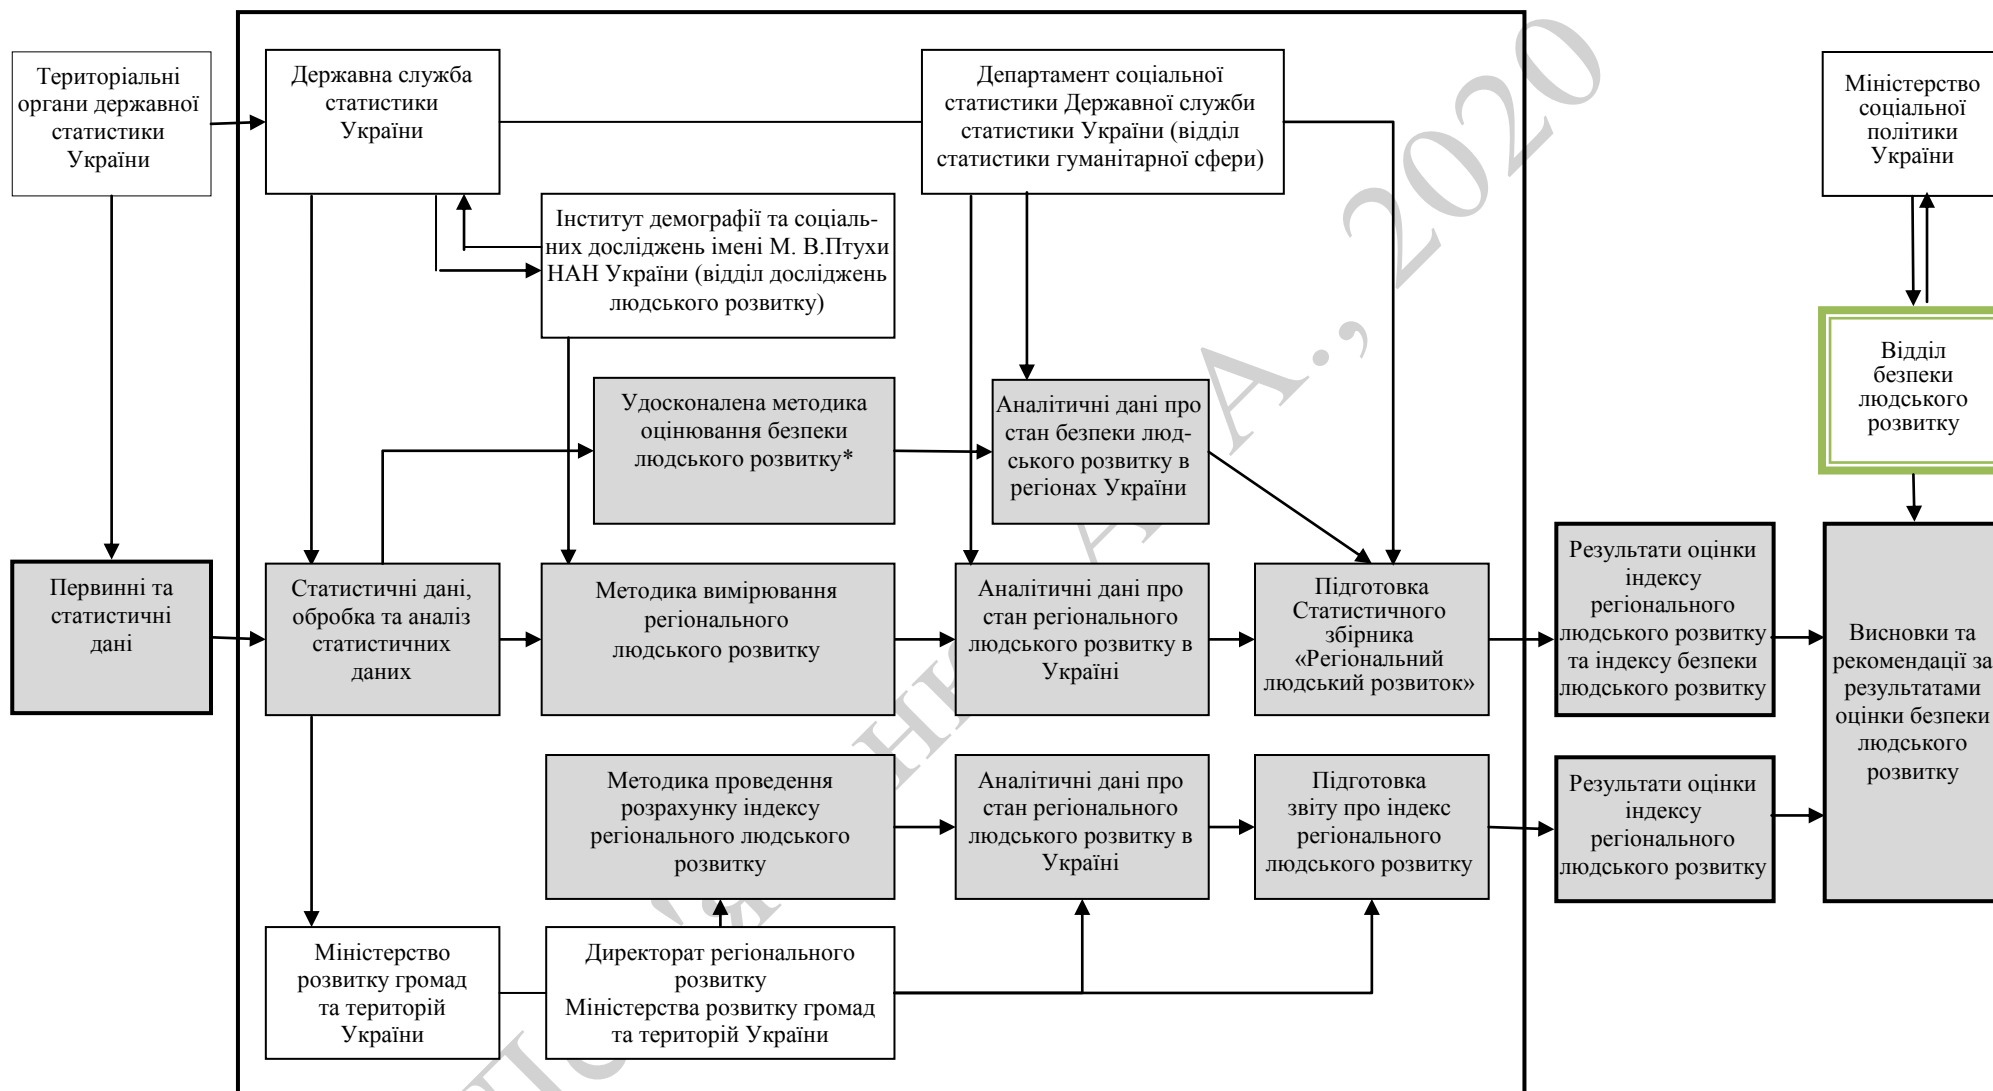 Територіальні
органи державної
статистики
України
Державна служба
статистики
України
Департамент соціальної
статистики Державної служби
статистики України (відділ
статистики гуманітарної сфери)
Міністерство
соціальної
політики
України
Інститут демографії та соціаль-
них досліджень імені М. В.Птухи
НАН України (відділ досліджень
людського розвитку)
Відділ
безпеки
людського
розвитку
Удосконалена методика
оцінювання безпеки
людського розвитку*
Аналітичні дані про
стан безпеки люд-
ського розвитку в
регіонах України
Первинні та
статистичні
дані
Статистичні дані,
обробка та аналіз
статистичних
даних
Методика вимірювання
регіонального
людського розвитку
Аналітичні дані про
стан регіонального
людського розвитку в
Україні
Підготовка
Статистичного
збірника
«Регіональний
людський розвиток»
Результати оцінки
індексу
регіонального
людського розвитку
та індексу безпеки
людського розвитку
Висновки та
рекомендації за
результатами
оцінки безпеки
людського
розвитку
Методика проведення
розрахунку індексу
регіонального людського
розвитку
Аналітичні дані про
стан регіонального
людського розвитку в
Україні
Підготовка
звіту про індекс
регіонального
людського розвитку
Результати оцінки
індексу
регіонального
людського розвитку
Міністерство
розвитку громад
та територій
України
Директорат регіонального
розвитку
Міністерства розвитку громад
та територій України
А., 2020